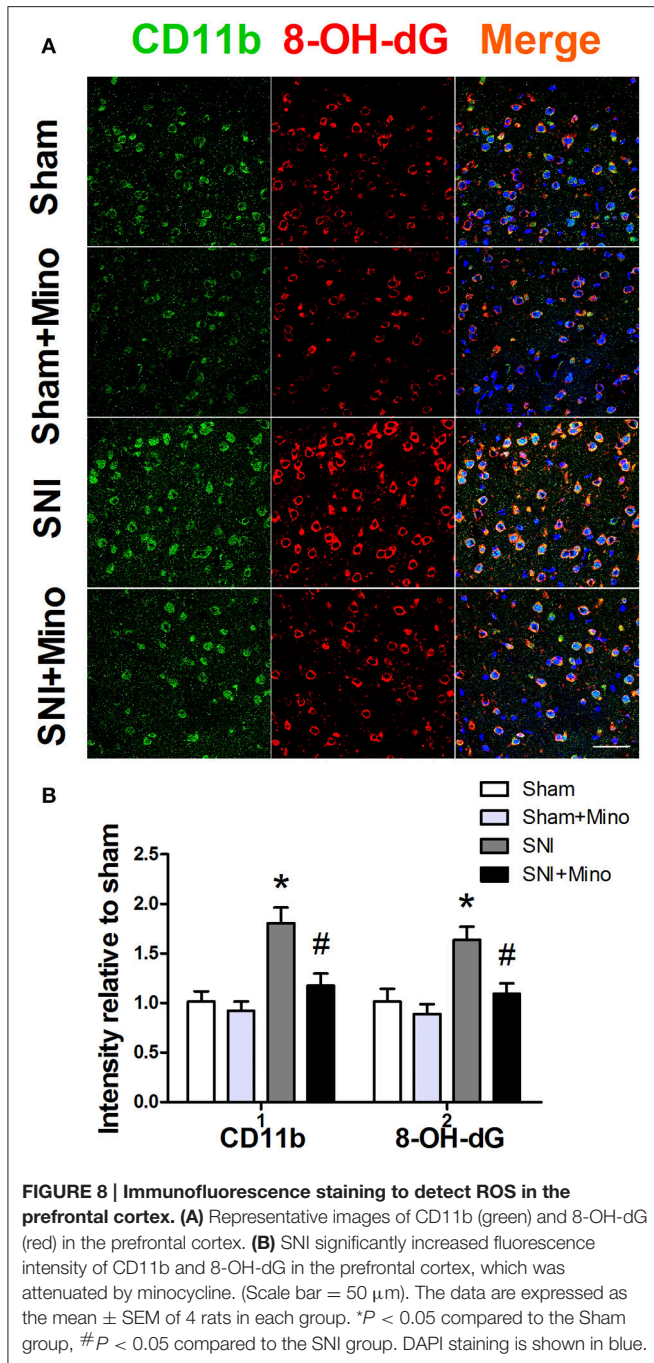 A
CD11b 8-OH-dG Merge
Sham
Sham+Mino
SNI
SNI+Mino
B
Sham
Sham+Mino
SNI
SNI+Mino
Intensity relative to sham
2.5
2.0
1.5
1.0
0.5
0.0
* # * #
1 2
CD11b 8-OH-dG
FIGURE 8 | Immunofluorescence staining to detect ROS in the
prefrontal cortex. (A) Representative images of CD11b (green) and 8-OH-dG
(red) in the prefrontal cortex. (B) SNI significantly increased fluorescence
intensity of CD11b and 8-OH-dG in the prefrontal cortex, which was
attenuated by minocycline. (Scale bar = 50 μm). The data are expressed as
the mean ± SEM of 4 rats in each group. *P < 0.05 compared to the Sham
group, #P < 0.05 compared to the SNI group. DAPI staining is shown in blue.